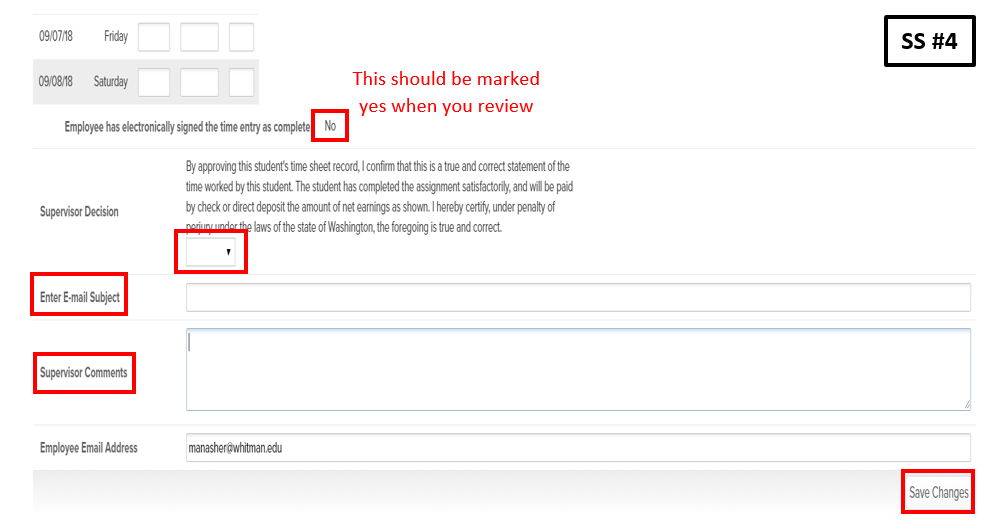 09/07/18 Friday
SS #4
09/08/18 Saturday
This should be marked
yes when you review
Employee has electronically signed the time entry as complete No
By approving this student's time sheet record, I confirm that this is a true and correct statement of the
time worked by this student. The student has completed the assignment satisfactorily, and will be paid
Supervisor Decision
by check or direct deposit the amount of net earnings as shown. I hereby certify, under penalty of
perjury under the laws of the state of Washington, the foregoing is true and correct.
Enter E-mail Subject
Supervisor Comments
Employee Email Address manasher@whitman.edu
Save Changes